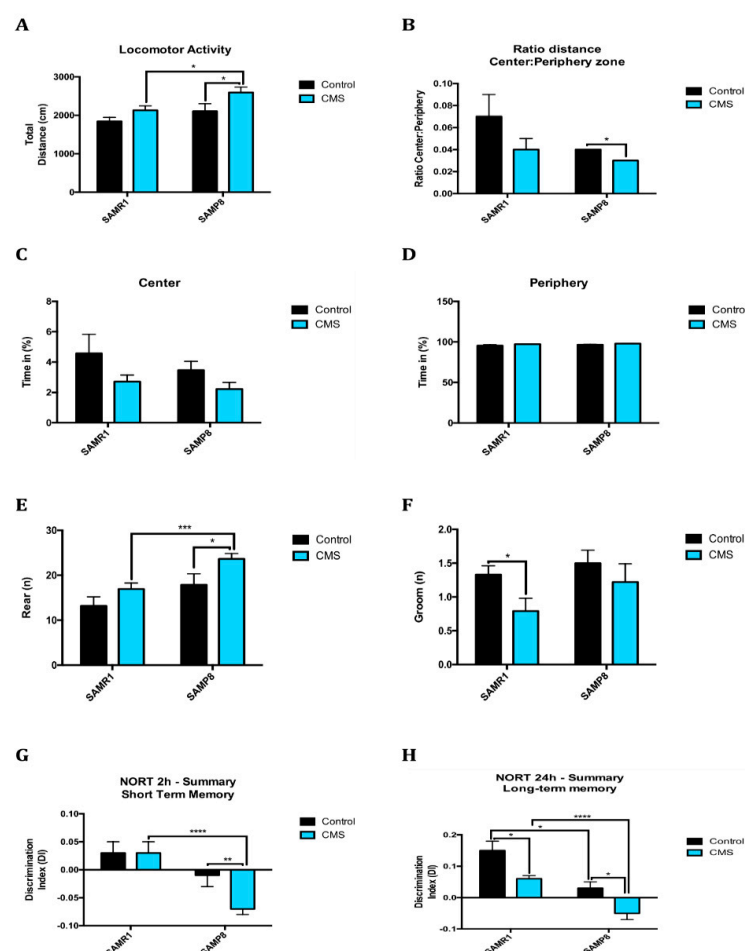 A
Locomotor Activity
*
*
3000
2000
1000
0
Total
Distance (cm)
SAMR1
SAMP8
Control
CMS
B
Ratio distance
Center:Periphery zone
*
0.10
0.08
0.06
0.04
0.02
0.00
Ratio Center:Periphery
SAMR1
SAMP8
Control
CMS
C
Center
8
6
4
2
0
Time in (%)
SAMR1
SAMP8
Control
CMS
D
Periphery
150
100
50
0
Time in (%)
SAMR1
SAMP8
Control
CMS
E
***
*
30
20
10
0
Rear (n)
SAMR1
SAMP8
Control
CMS
F
*
2.0
1.5
1.0
0.5
0.0
Groom (n)
SAMR1
SAMP8
Control
CMS
G
NORT 2h - Summary
Short Term Memory
****
**
0.10
0.05
0.00
-0.05
-0.10
Discrimination
Index (DI)
SAMR1
SAMP8
Control
CMS
H
NORT 24h - Summary
Long-term memory
****
*
*
*
0.2
0.1
0.0
-0.1
Discrimination
Index (DI)
SAMR1
SAMP8
Control
CMS